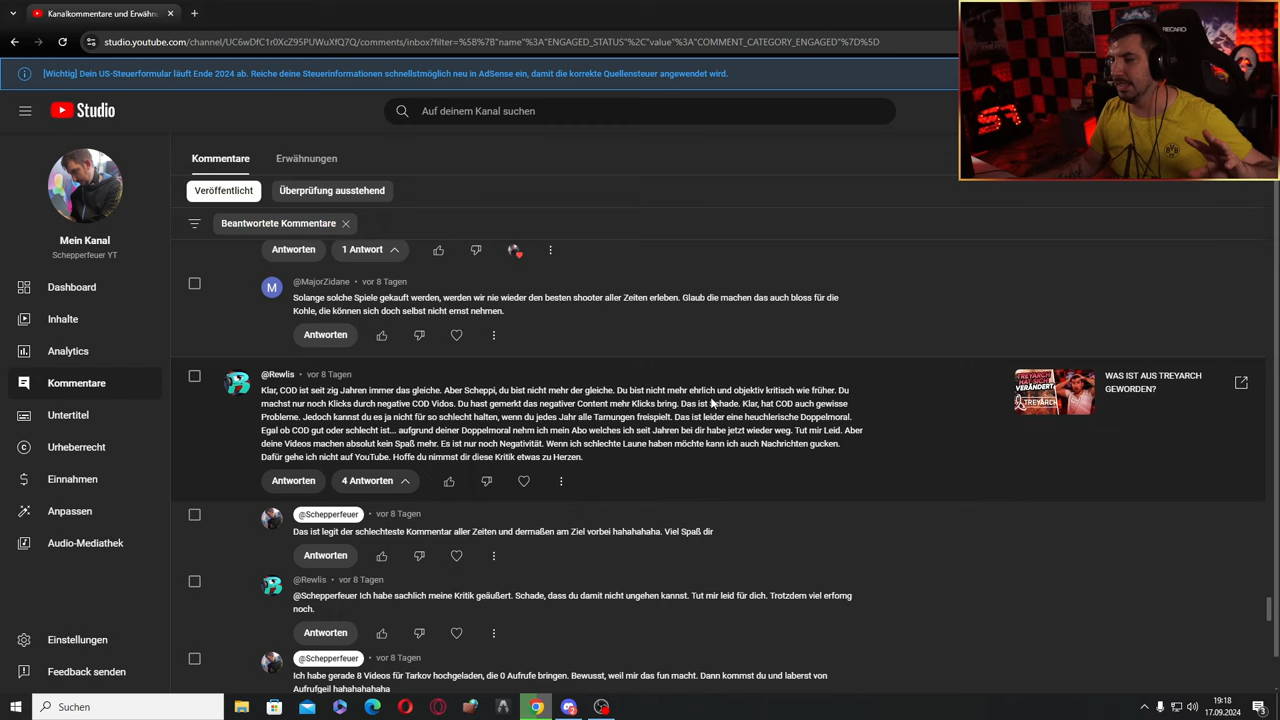 Kanalkommentare und Erwähnu
studio.youtube.com/channel/UC6wDfC1r0XcZ95PUWuXfQ7Q/comments/inbox?filter=%5B%7B"name"%3A"ENGAGED_STATUS"%2C"value"%3A"COMMENT_CATEGORY_ENGAGED"%7D%5D
[Wichtig] Dein US-Steuerformular läuft Ende 2024 ab. Reiche deine Steuerinformationen schnellstmöglich neu in AdSense ein, damit die korrekte Quellensteuer angewendet wird.
Studio
Auf deinem Kanal suchen
Mein Kanal
Schepperfeuer YT
Dashboard
Inhalte
Analytics
Kommentare
Untertitel
Urheberrecht
Einnahmen
Anpassen
Audio-Mediathek
Einstellungen
Feedback senden
Kommentare
Erwähnungen
Veröffentlicht
Überprüfung ausstehend
Beantwortete Kommentare
Antworten
1 Antwort
@MajorZidane • vor 8 Tagen
M
Solange solche Spiele gekauft werden, werden wir nie wieder den besten shooter aller Zeiten erleben. Glaub die machen das auch bloss für die
Kohle, die können sich doch selbst nicht ernst nehmen.
Antworten
@Rewlis • vor 8 Tagen
Klar, COD ist seit zig Jahren immer das gleiche. Aber Scheppi, du bist nicht mehr der gleiche. Du bist nicht mehr ehrlich und objektiv kritisch wie früher. Du
machst nur noch Klicks durch negative COD Vidos. Du hast gemerkt das negativer Content mehr Klicks bring. Das ist schade. Klar, hat COD auch gewisse
Probleme. Jedoch kannst du es ja nicht für so schlecht halten, wenn du jedes Jahr alle Tarnungen freispielt. Das ist leider eine heuchlerische Doppelmoral.
Egal ob COD gut oder schlecht ist... aufgrund deiner Doppelmoral nehm ich mein Abo welches ich seit Jahren bei dir habe jetzt wieder weg. Tut mir Leid. Aber
deine Videos machen absolut kein Spaß mehr. Es ist nur noch Negativität. Wenn ich schlechte Laune haben möchte kann ich auch Nachrichten gucken.
Dafür gehe ich nicht auf YouTube. Hoffe du nimmst dir diese Kritik etwas zu Herzen.
TREYARCH
HAT SICH
VERÄNDERT
TREYARCH
WAS IST AUS TREYARCH
GEWORDEN?
Antworten
4 Antworten
@Schepperfeuer • vor 8 Tagen
Das ist legit der schlechteste Kommentar aller Zeiten und dermaßen am Ziel vorbei hahahahaha. Viel Spaß dir
Antworten
@Rewlis • vor 8 Tagen
@Schepperfeuer Ich habe sachlich meine Kritik geäußert. Schade, dass du damit nicht ungehen kannst. Tut mir leid für dich. Trotzdem viel erfomg
noch.
Antworten
@Schepperfeuer • vor 8 Tagen
Ich habe gerade 8 Videos für Tarkov hochgeladen, die 0 Aufrufe bringen. Bewusst, weil mir das fun macht. Dann kommst du und laberst von
Aufrufgeil hahahahahaha
RECARO
BVB
09
Suchen
19:18
17.09.2024
3